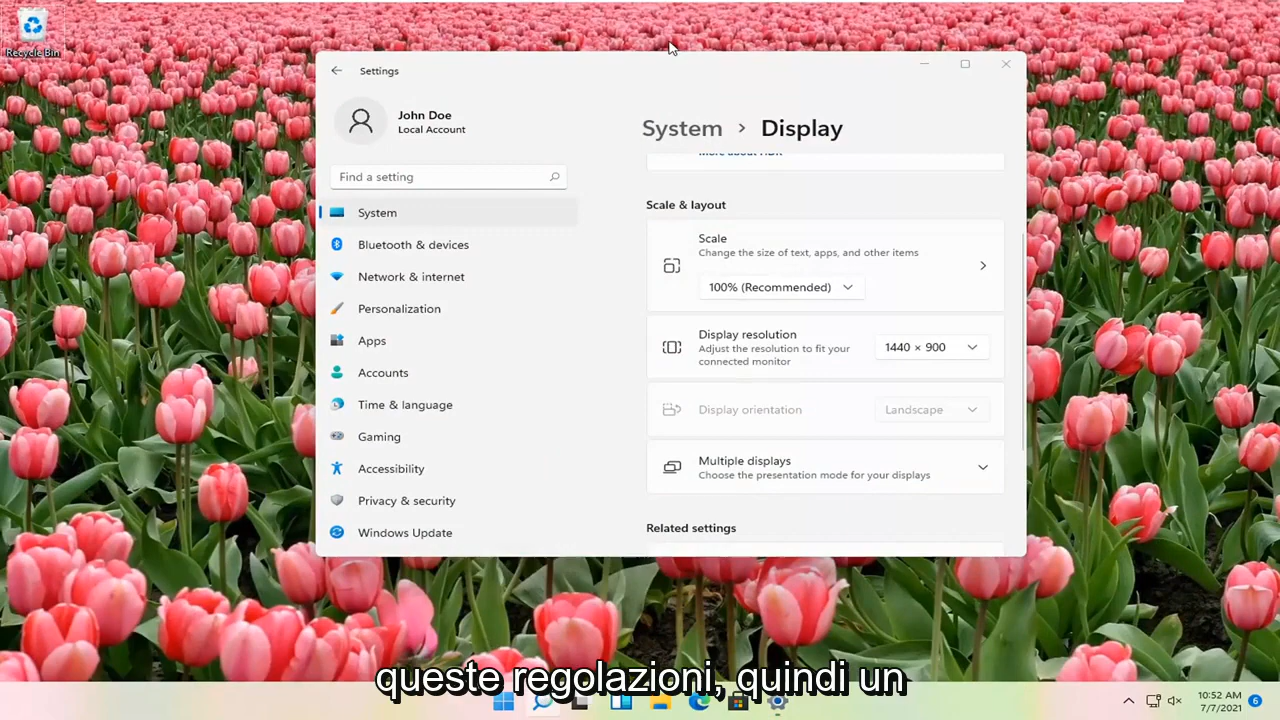 Recycle Bin
Settings
John Doe
Local Account
Find a setting
System
Bluetooth & devices
Network & internet
Personalization
Apps
Accounts
Time & language
Gaming
Accessibility
Privacy & security
Windows Update
System > Display
More about HDR
Scale & layout
Scale
Change the size of text, apps, and other items
100% (Recommended)
Display resolution
Adjust the resolution to fit your
connected monitor
1440 × 900
Display orientation
Landscape
Multiple displays
Choose the presentation mode for your displays
Related settings
queste regolazioni, quindi un
10:52 AM
7/7/2021
6